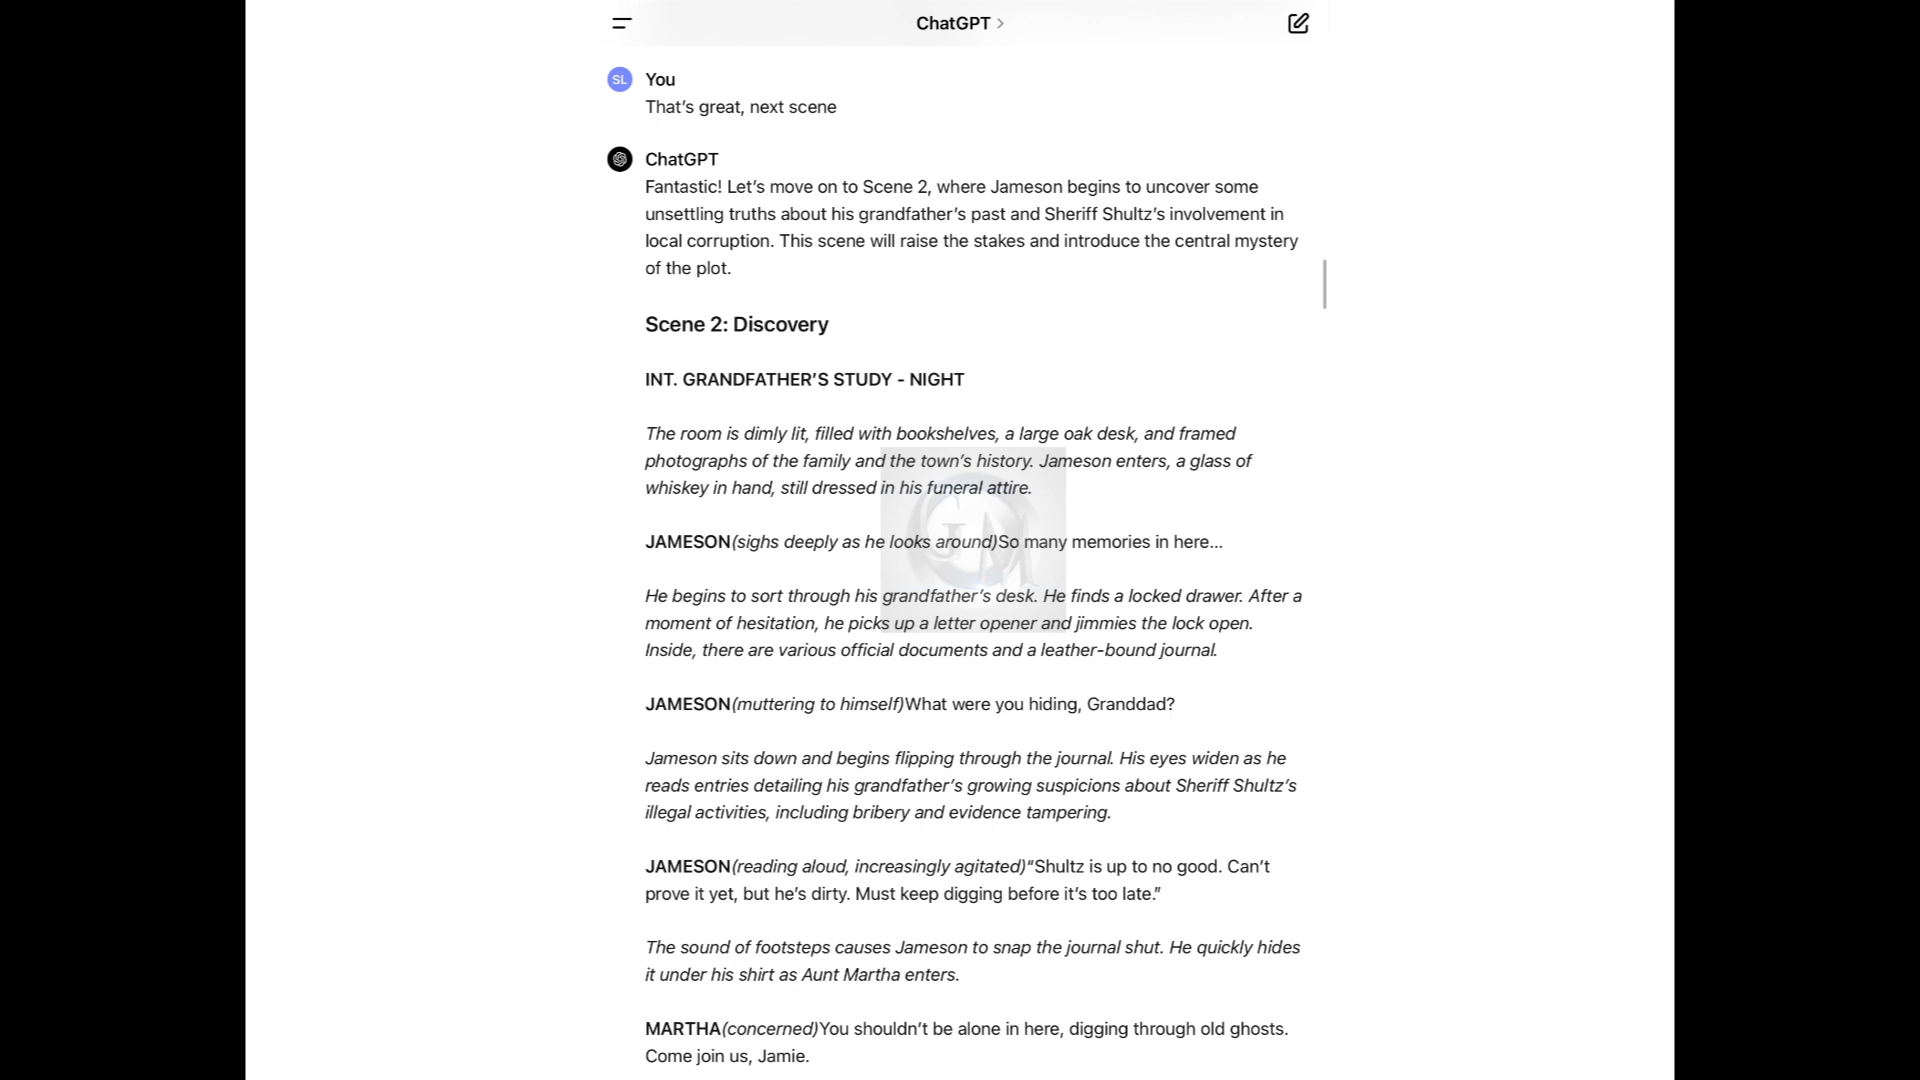 ChatGPT >
SL
You
That's great, next scene
ChatGPT
Fantastic! Let's move on to Scene 2, where Jameson begins to uncover some
unsettling truths about his grandfather's past and Sheriff Shultz's involvement in
local corruption. This scene will raise the stakes and introduce the central mystery
of the plot.
Scene 2: Discovery
INT. GRANDFATHER'S STUDY - NIGHT
The room is dimly lit, filled with bookshelves, a large oak desk, and framed
photographs of the family and the town's history. Jameson enters, a glass of
whiskey in hand, still dressed in his funeral attire.
JAMESON(sighs deeply as he looks around)So many memories in here...
He begins to sort through his grandfather's desk. He finds a locked drawer. After a
moment of hesitation, he picks up a letter opener and jimmies the lock open.
Inside, there are various official documents and a leather-bound journal.
JAMESON(muttering to himself)What were you hiding, Granddad?
Jameson sits down and begins flipping through the journal. His eyes widen as he
reads entries detailing his grandfather's growing suspicions about Sheriff Shultz's
illegal activities, including bribery and evidence tampering.
JAMESON(reading aloud, increasingly agitated)“Shultz is up to no good. Can't
prove it yet, but he's dirty. Must keep digging before it's too late.”
The sound of footsteps causes Jameson to snap the journal shut. He quickly hides
it under his shirt as Aunt Martha enters.
MARTHA(concerned)You shouldn't be alone in here, digging through old ghosts.
Come join us, Jamie.